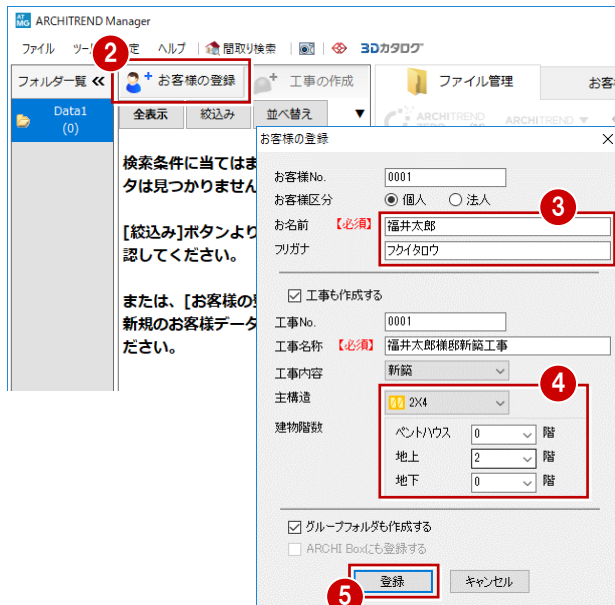 ARCHITREND Manager
ファイル ツー 定 ヘルプ 間取り検索 3Dカタログ
2
フォルダ一覧 お客様の登録 工事の作成 ファイル管理 お客
Data1
(0)
全表示 絞込み 並べ替え ▼ ARCHITREND ARCHITREND ▼
検索条件に当てはま
タは見つかりません
[絞込み]ボタンより
認してください。
または、[お客様の
新規のお客様データ
ださい。
お客様の登録
お客様No. 0001
お客様区分 個人 法人
3
お名前 【必須】 福井太郎
フリガナ フクイタロウ
工事も作成する
工事No. 0001
工事名称 【必須】 福井太郎様邸新築工事
工事内容 新築
4
主構造 2X4
建物階数 ペントハウス 0 階
地上 2 階
地下 0 階
グループフォルダも作成する
ARCHI Boxにも登録する
5
登録 キャンセル